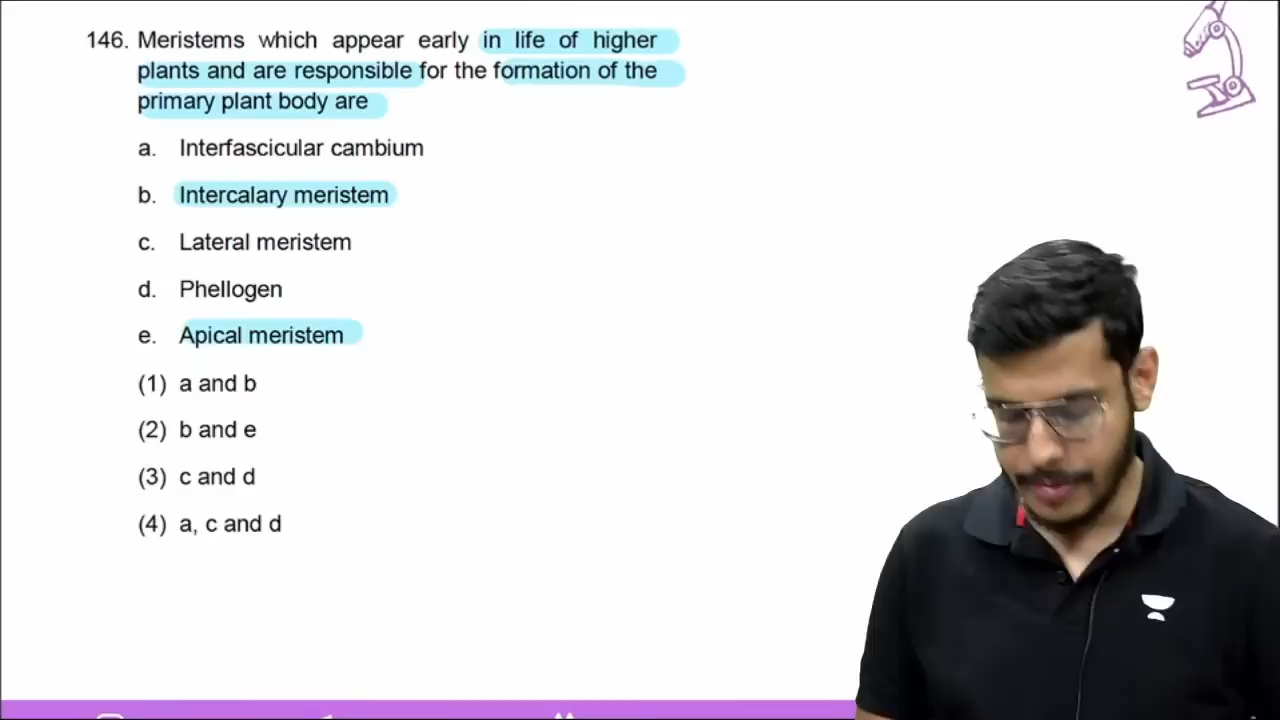 146. Meristems which appear early in life of higher
plants and are responsible for the formation of the
primary plant body are
a. Interfascicular cambium
b. Intercalary meristem
c. Lateral meristem
d. Phellogen
e. Apical meristem
(1) a and b
(2) b and e
(3) c and d
(4) a, c and d